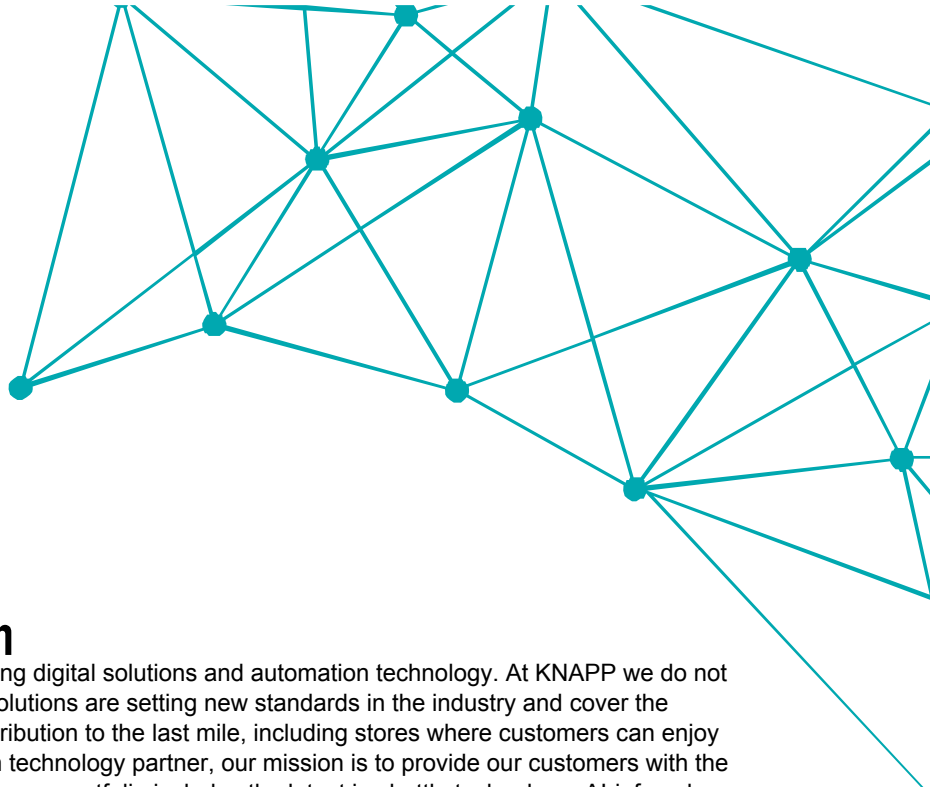 ng digital solutions and automation technology. At KNAPP we do not
olutions are setting new standards in the industry and cover the
ribution to the last mile, including stores where customers can enjoy
technology partner, our mission is to provide our customers with the